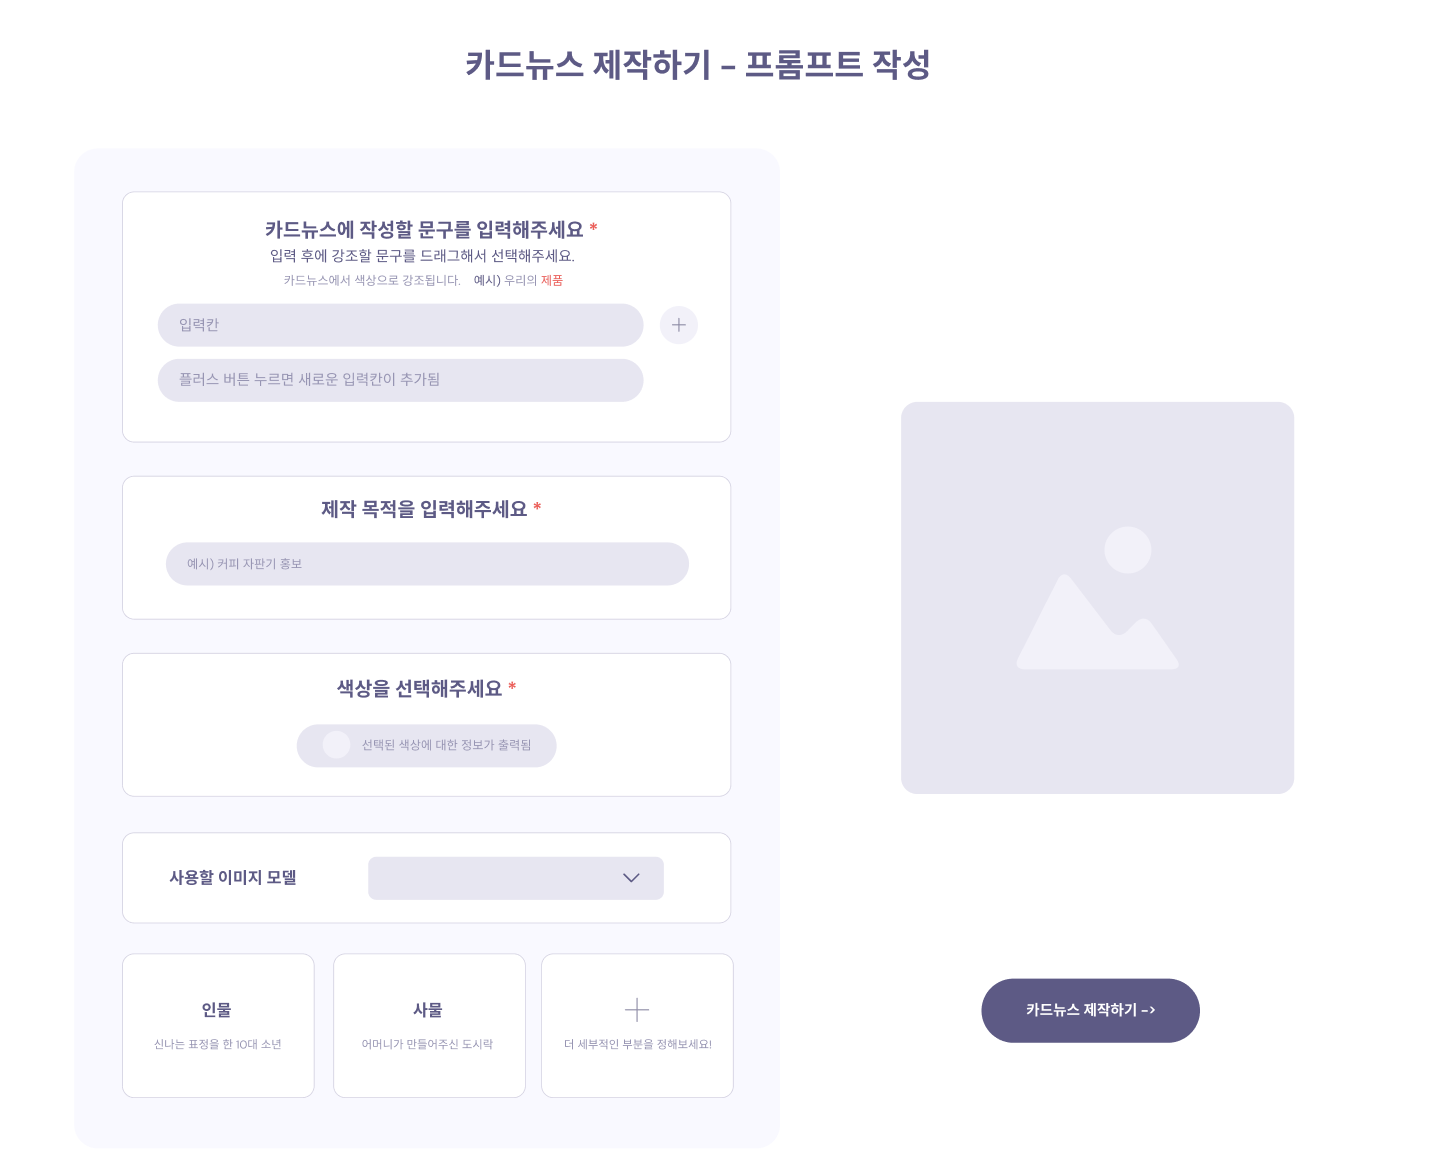 카드뉴스 제작하기 - 프롬프트 작성
카드뉴스에 작성할 문구를 입력해주세요 *
입력 후에 강조할 문구를 드래그해서 선택해주세요.
카드뉴스에서 색상으로 강조됩니다. 예시) 우리의 제품
입력칸
플러스 버튼 누르면 새로운 입력칸이 추가됨
제작 목적을 입력해주세요 *
예시) 커피 자판기 홍보
색상을 선택해주세요 *
선택된 색상에 대한 정보가 출력됨
사용할 이미지 모델
인물
신나는 표정을 한 10대 소년
사물
어머니가 만들어주신 도시락
더 세부적인 부분을 정해보세요!
카드뉴스 제작하기 ->